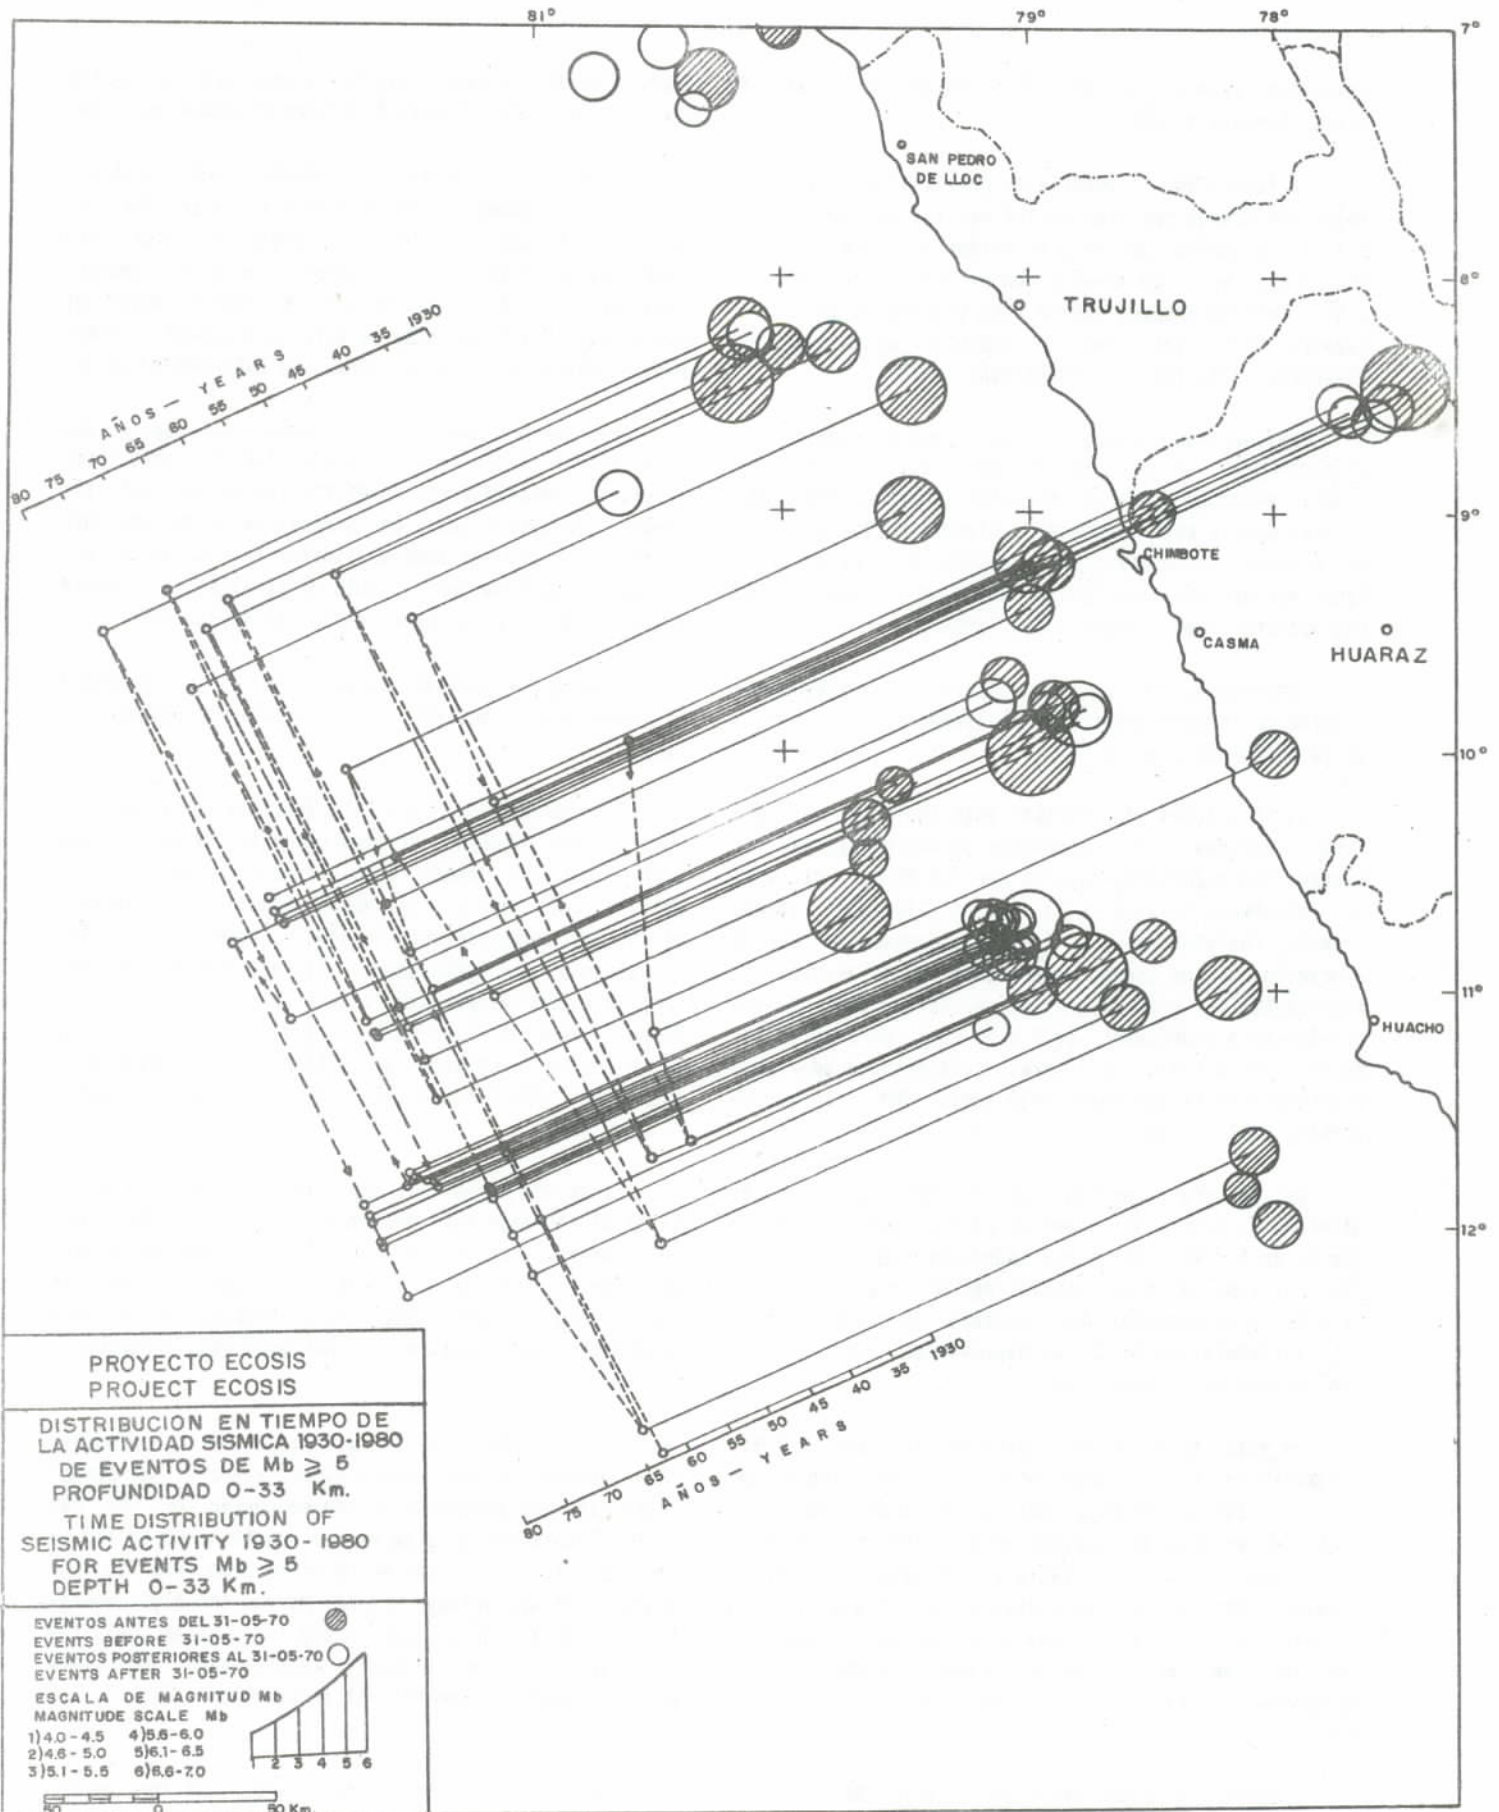 81°
79°
78°
7°
SAN PEDRO
DE LLOC
8°
TRUJILLO
AÑOS — YEARS
80 75 70 65 60 55 50 45 40 35 1930
9°
CHIMBOTE
CASMA
HUARAZ
10°
11°
HUACHO
12°
80 75 70 65 60 55 50 45 40 35 1930
AÑOS — YEARS
PROYECTO ECOSIS
PROJECT ECOSIS
DISTRIBUCION EN TIEMPO DE
LA ACTIVIDAD SISMICA 1930-1980
DE EVENTOS DE Mb ≥ 5
PROFUNDIDAD 0-33 Km.
TIME DISTRIBUTION OF
SEISMIC ACTIVITY 1930-1980
FOR EVENTS Mb ≥ 5
DEPTH 0-33 Km.
EVENTOS ANTES DEL 31-05-70
EVENTS BEFORE 31-05-70
EVENTOS POSTERIORES AL 31-05-70
EVENTS AFTER 31-05-70
ESCALA DE MAGNITUD Mb
MAGNITUDE SCALE Mb
1) 4.0-4.5 4) 5.6-6.0
2) 4.6-5.0 5) 6.1-6.5
3) 5.1-5.5 6) 6.6-7.0
1 2 3 4 5 6
50 0 50 Km.